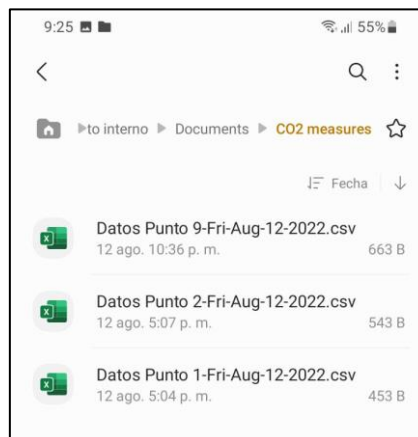 9:25 55%
to interno Documents CO2 measures
Fecha
Datos Punto 9-Fri-Aug-12-2022.csv
12 ago. 10:36 p. m. 663 B
Datos Punto 2-Fri-Aug-12-2022.csv
12 ago. 5:07 p. m. 543 B
Datos Punto 1-Fri-Aug-12-2022.csv
12 ago. 5:04 p. m. 453 B